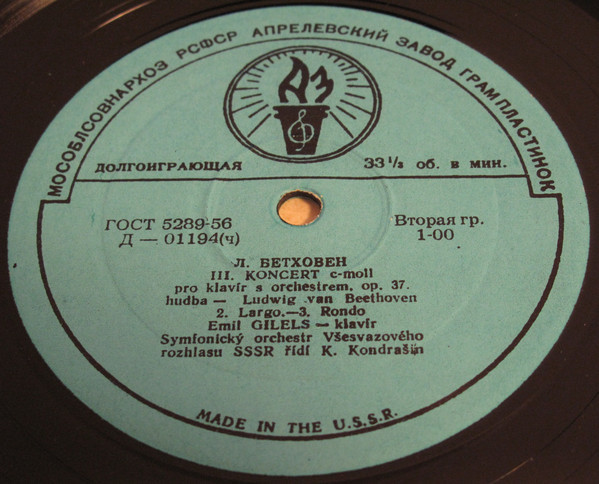 МОСОБЛСОВНАРХОЗ РСФСР АПРЕЛЕВСКИЙ ЗАВОД ГРАМПЛАСТИНОК
АЗ
ДОЛГОИГРАЮЩАЯ 33 1/3 об. в мин.
ГОСТ 5289-56 Вторая гр.
Д — 01194(ч) 1-00
Л. БЕТХОВЕН
III. KONCERT c-moll
pro klavír s orchestrem, op. 37.
hudba — Ludwig van Beethoven
2. Largo.—3. Rondo
Emil GILELS — klavír
Symfonický orchestr Všesvazového
rozhlasu SSSR řídí K. Kondrašin
MADE IN THE U.S.S.R.